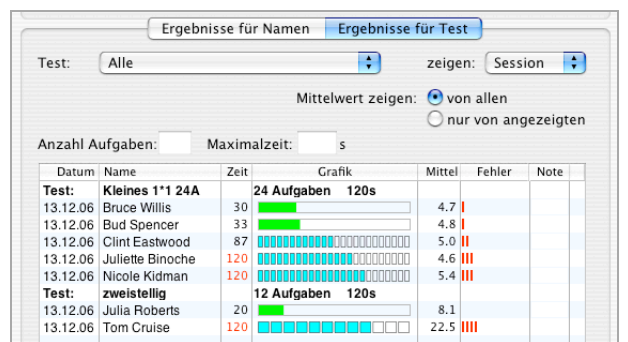 Ergebnisse für Namen Ergebnisse für Test
Test: Alle zeigen: Session
Mittelwert zeigen: von allen
nur von angezeigten
Anzahl Aufgaben: Maximalzeit: s
Datum Name Zeit Grafik Mittel Fehler Note
Test: Kleines 1*1 24A 24 Aufgaben 120s
13.12.06 Bruce Willis 30 4.7
13.12.06 Bud Spencer 33 4.8
13.12.06 Clint Eastwood 87 5.0
13.12.06 Juliette Binoche 120 4.6
13.12.06 Nicole Kidman 120 5.4
Test: zweistellig 12 Aufgaben 120s
13.12.06 Julia Roberts 20 8.1
13.12.06 Tom Cruise 120 22.5